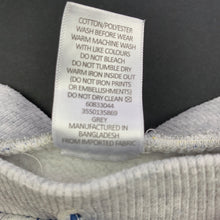 COTTON/POLYESTER
WASH BEFORE WEAR
WARM MACHINE WASH
WITH LIKE COLOURS
DO NOT BLEACH
DO NOT TUMBLE DRY
WARM IRON INSIDE OUT
(DO NOT IRON PRINTS
OR EMBELLISHMENTS)
DO NOT DRY CLEAN
60833044
3550135869
GREY
MANUFACTURED IN
BANGLADESH
FROM IMPORTED FABRIC